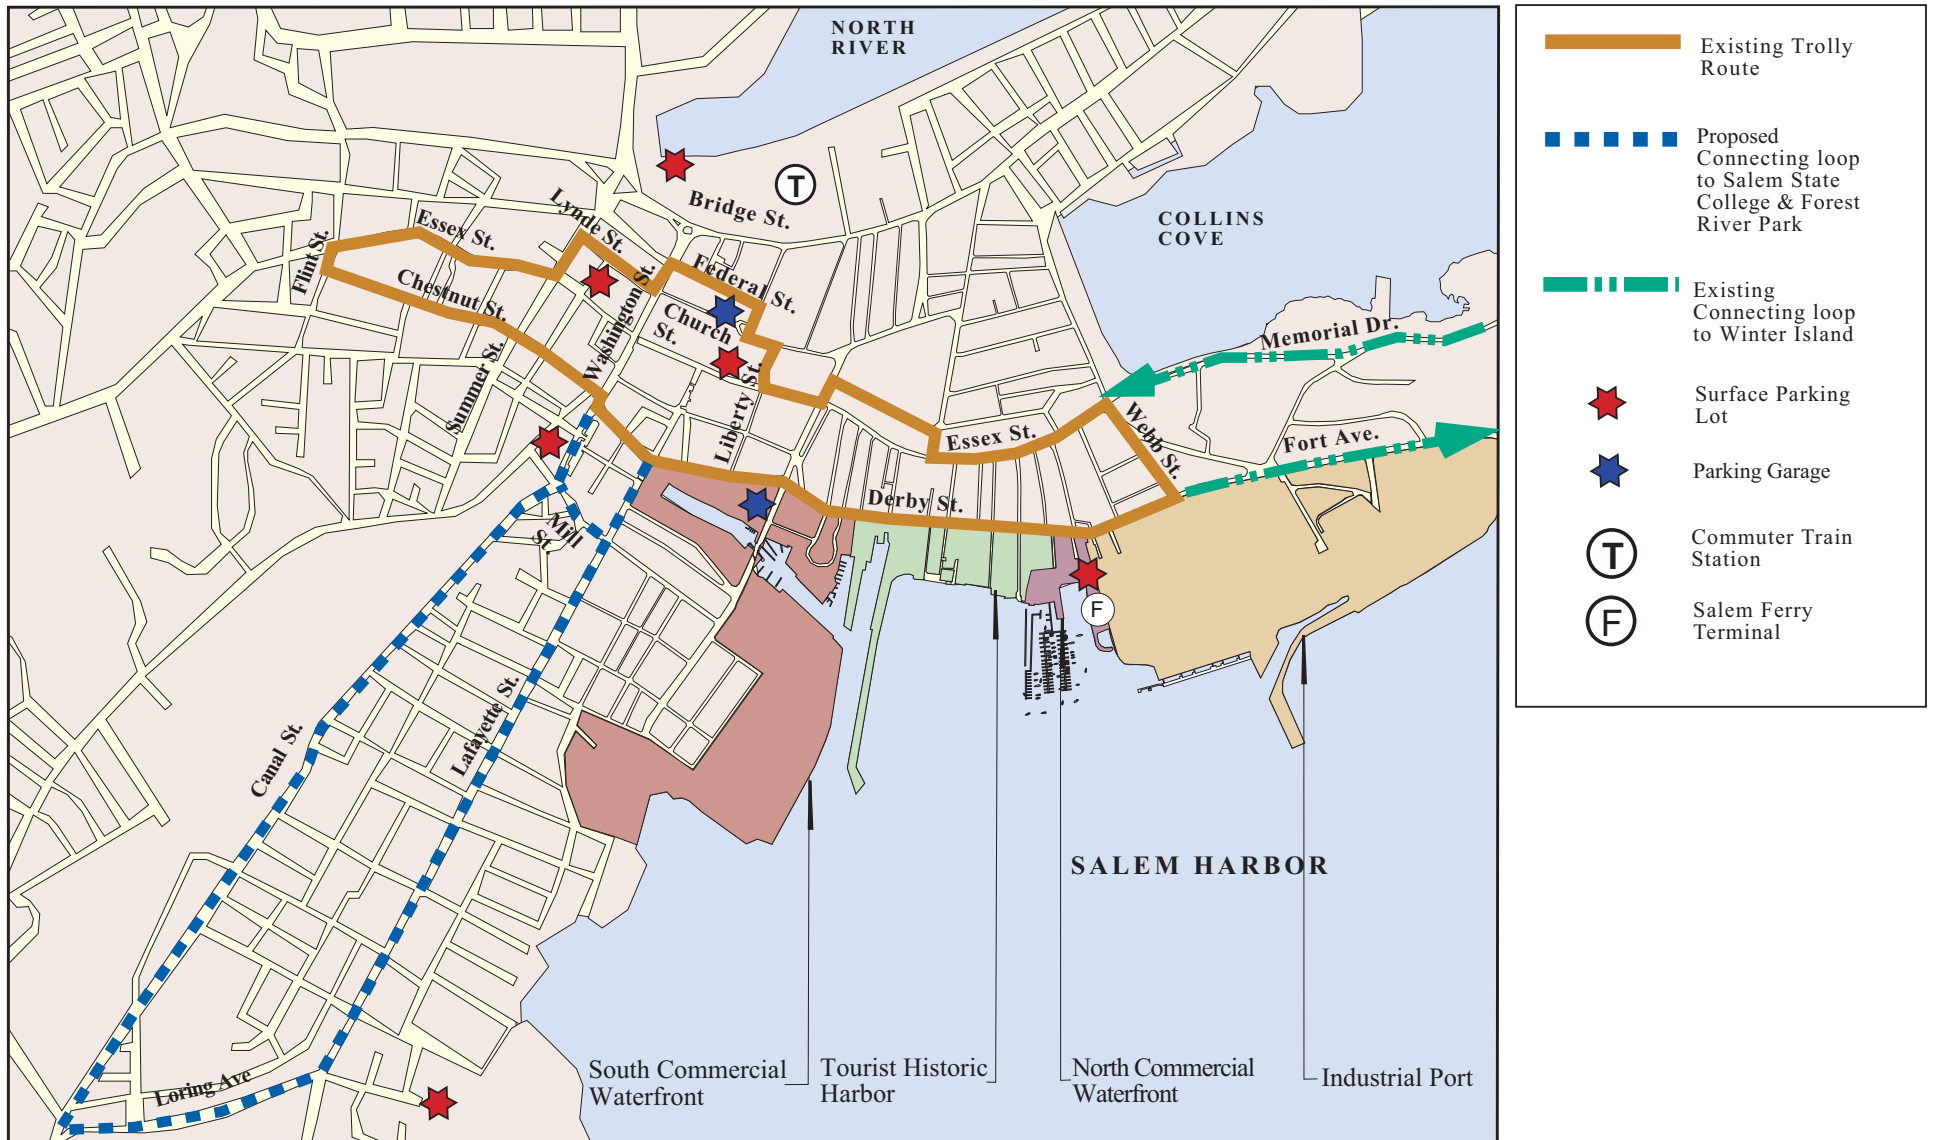 NORTH
RIVER
COLLINS
COVE
Bridge St.
Lynde St.
Essex St.
Flint St.
Chestnut St.
Federal St.
Washington St.
Church
St.
Memorial Dr.
Summer St.
Liberty St.
Essex St.
Webb St.
Fort Ave.
Derby St.
Mill
St.
Canal St.
Lafayette St.
Loring Ave
T
F
SALEM HARBOR
South Commercial
Waterfront
Tourist Historic
Harbor
North Commercial
Waterfront
Industrial Port
Existing Trolly
Route
Proposed
Connecting loop
to Salem State
College & Forest
River Park
Existing
Connecting loop
to Winter Island
Surface Parking
Lot
Parking Garage
T
Commuter Train
Station
F
Salem Ferry
Terminal